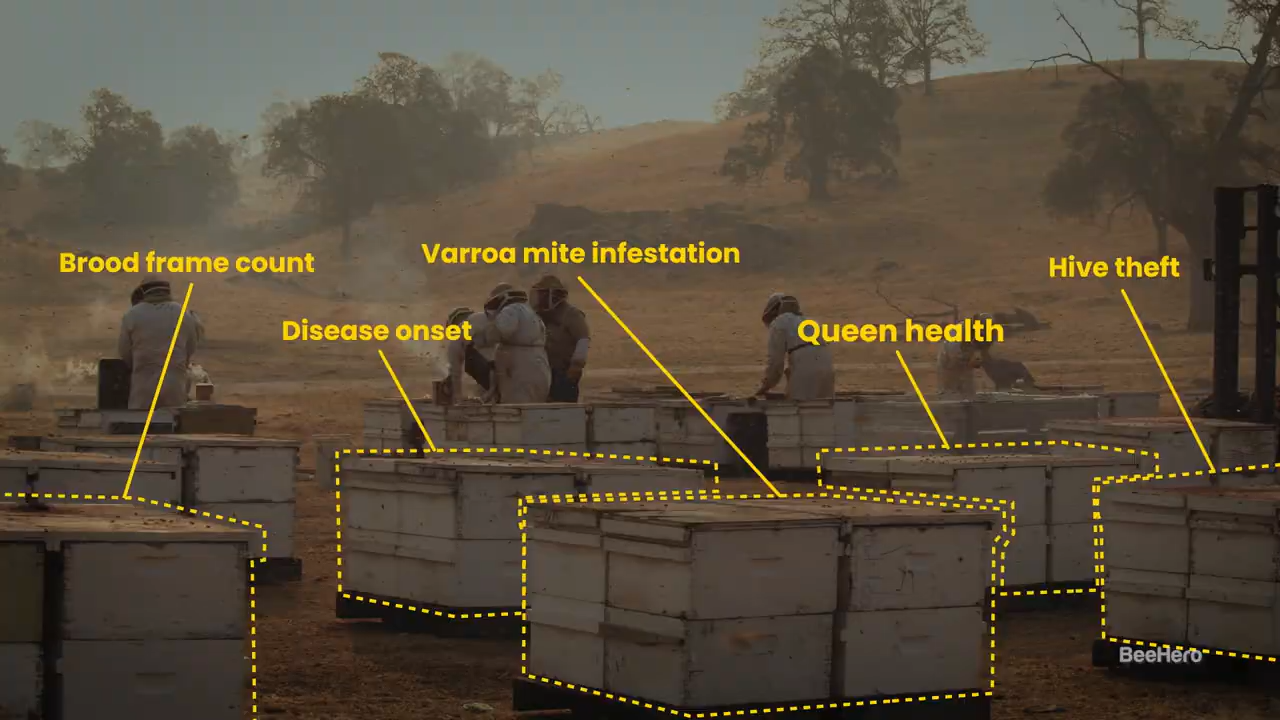 Brood frame count
Varroa mite infestation
Hive theft
Disease onset
Queen health
BeeHero